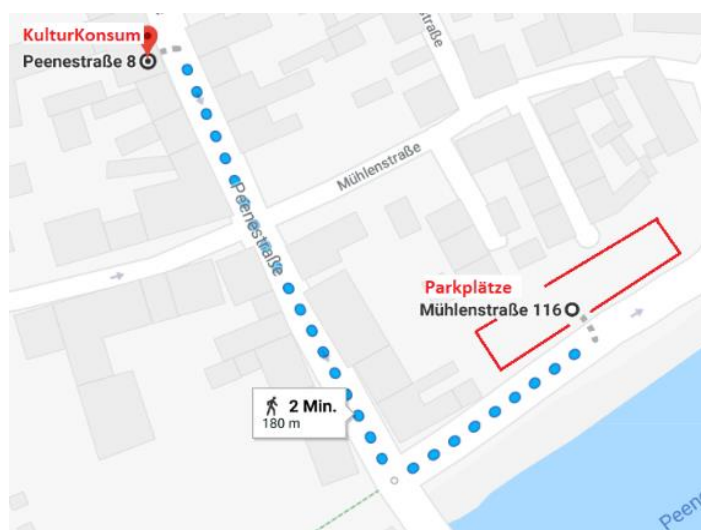 KulturKonsum
Peenestraße 8
straße
Mühlenstraße
Peenestraße
Parkplätze
Mühlenstraße 116
2 Min.
180 m
Peene